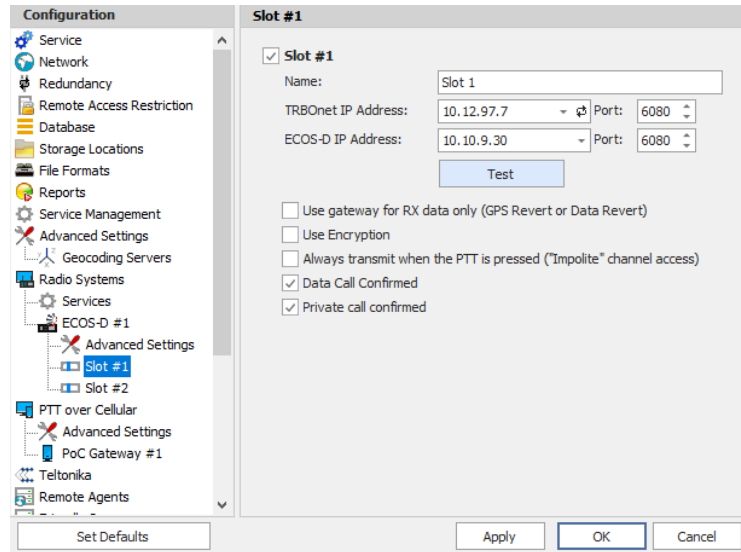 Configuration
Service
Network
Redundancy
Remote Access Restriction
Database
Storage Locations
File Formats
Reports
Service Management
Advanced Settings
Geocoding Servers
Radio Systems
Services
ECOS-D #1
Advanced Settings
Slot #1
Slot #2
PTT over Cellular
Advanced Settings
PoC Gateway #1
Teltonika
Remote Agents
Set Defaults
Slot #1
Slot #1
Name: Slot 1
TRBOnet IP Address: 10.12.97.7 Port: 6080
ECOS-D IP Address: 10.10.9.30 Port: 6080
Test
Use gateway for RX data only (GPS Revert or Data Revert)
Use Encryption
Always transmit when the PTT is pressed ("Impolite" channel access)
Data Call Confirmed
Private call confirmed
Apply OK Cancel